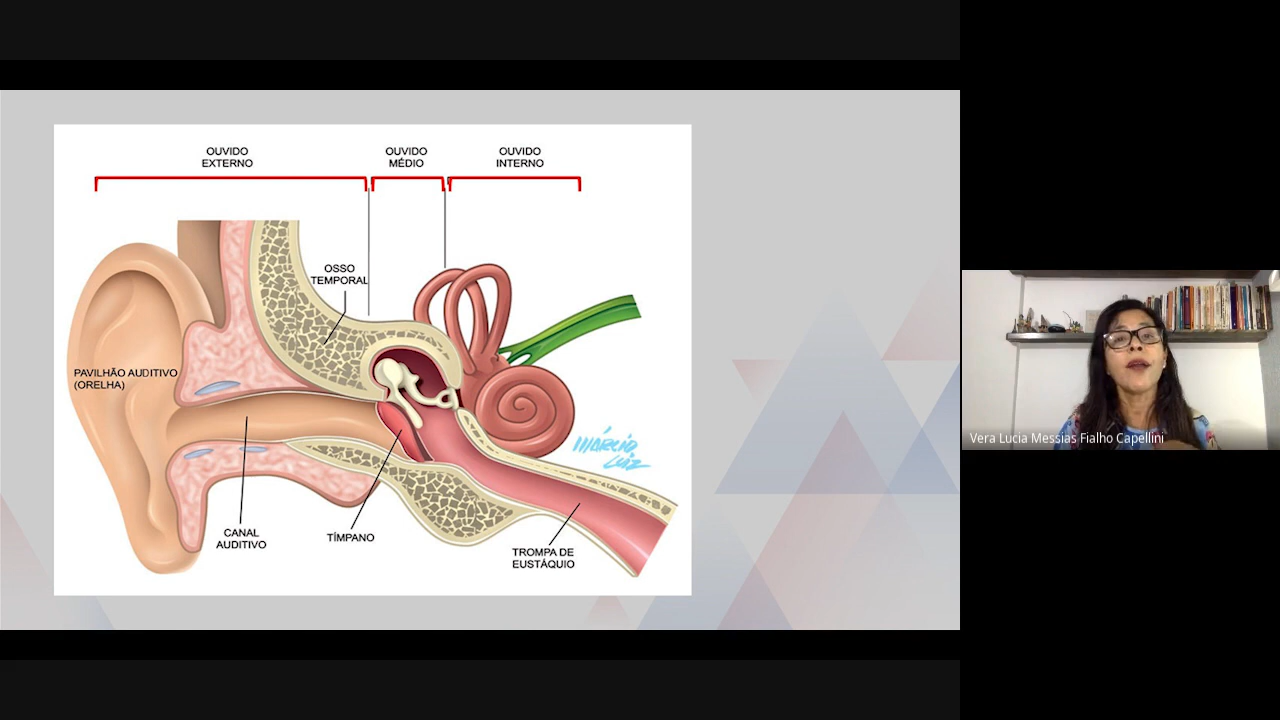 OUVIDO
EXTERNO
OUVIDO
MÉDIO
OUVIDO
INTERNO
OSSO
TEMPORAL
PAVILHÃO AUDITIVO
(ORELHA)
CANAL
AUDITIVO
TÍMPANO
TROMPA DE
EUSTÁQUIO
MÁRCIO
LUIZ
Vera Lucia Messias Fialho Capellini